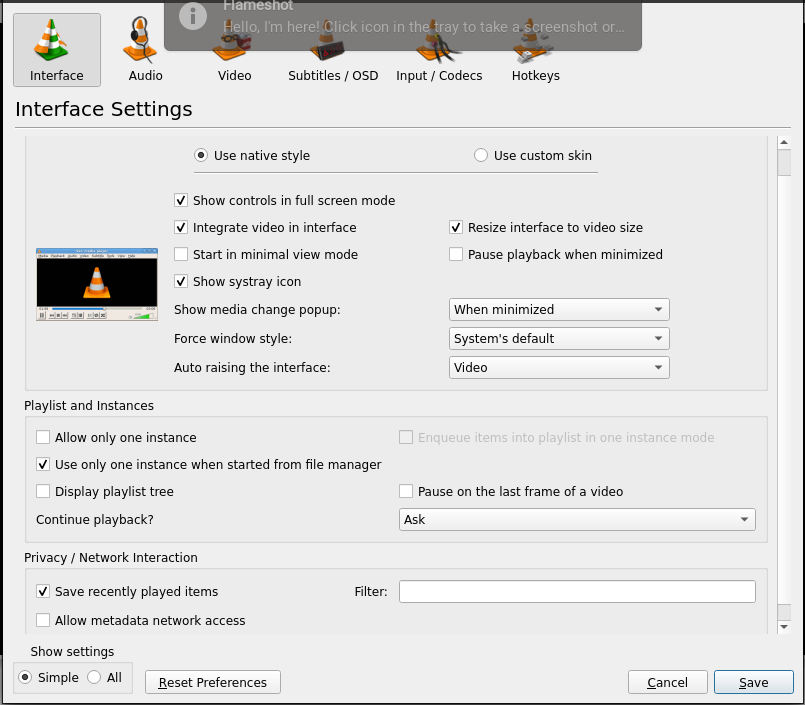 Flameshot
Hello, I'm here! Click icon in the tray to take a screenshot or...
Interface
Audio
Video
Subtitles / OSD
Input / Codecs
Hotkeys
Interface Settings
Use native style
Use custom skin
Show controls in full screen mode
Integrate video in interface
Resize interface to video size
Start in minimal view mode
Pause playback when minimized
Show systray icon
Show media change popup:
When minimized
Force window style:
System's default
Auto raising the interface:
Video
Playlist and Instances
Allow only one instance
Enqueue items into playlist in one instance mode
Use only one instance when started from file manager
Display playlist tree
Pause on the last frame of a video
Continue playback?
Ask
Privacy / Network Interaction
Save recently played items
Filter:
Allow metadata network access
Show settings
Simple
All
Reset Preferences
Cancel
Save